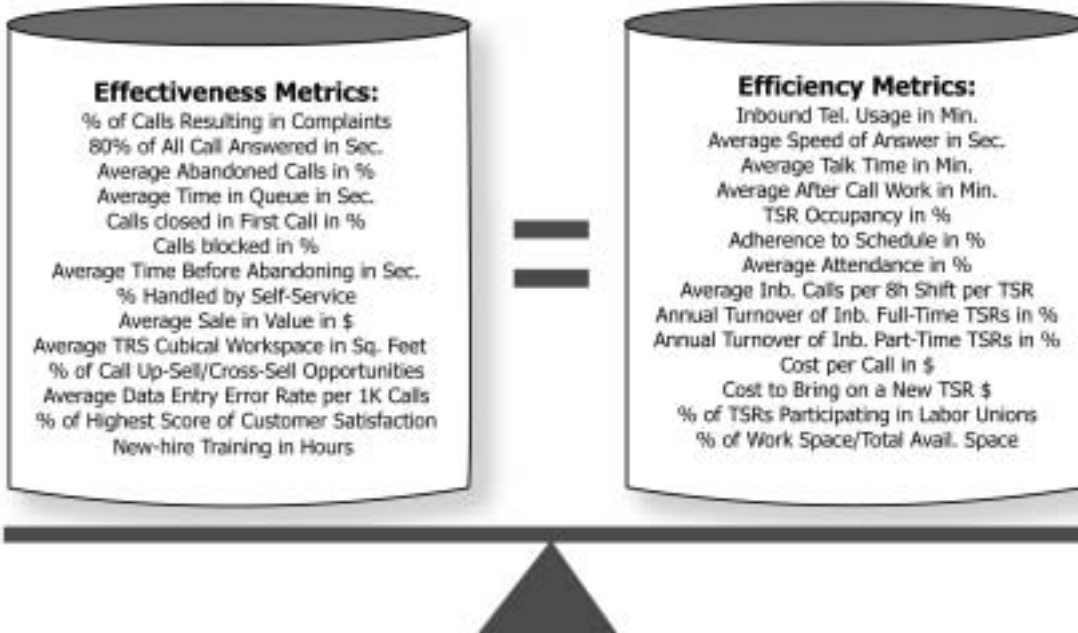 Effectiveness Metrics:
% of Calls Resulting in Complaints
80% of All Call Answered in Sec.
Average Abandoned Calls in %
Average Time in Queue in Sec.
Calls closed in First Call in %
Calls blocked in %
Average Time Before Abandoning in Sec.
% Handled by Self-Service
Average Sale in Value in $
Average TRS Cubical Workspace in Sq. Feet
% of Call Up-Sell/Cross-Sell Opportunities
Average Data Entry Error Rate per 1K Calls
% of Highest Score of Customer Satisfaction
New-hire Training in Hours
Efficiency Metrics:
Inbound Tel. Usage in Min.
Average Speed of Answer in Sec.
Average Talk Time in Min.
Average After Call Work in Min.
TSR Occupancy in %
Adherence to Schedule in %
Average Attendance in %
Average Inb. Calls per 8h Shift per TSR
Annual Turnover of Inb. Full-Time TSRs in %
Annual Turnover of Inb. Part-Time TSRs in %
Cost per Call in $
Cost to Bring on a New TSR $
% of TSRs Participating in Labor Unions
% of Work Space/Total Avail. Space